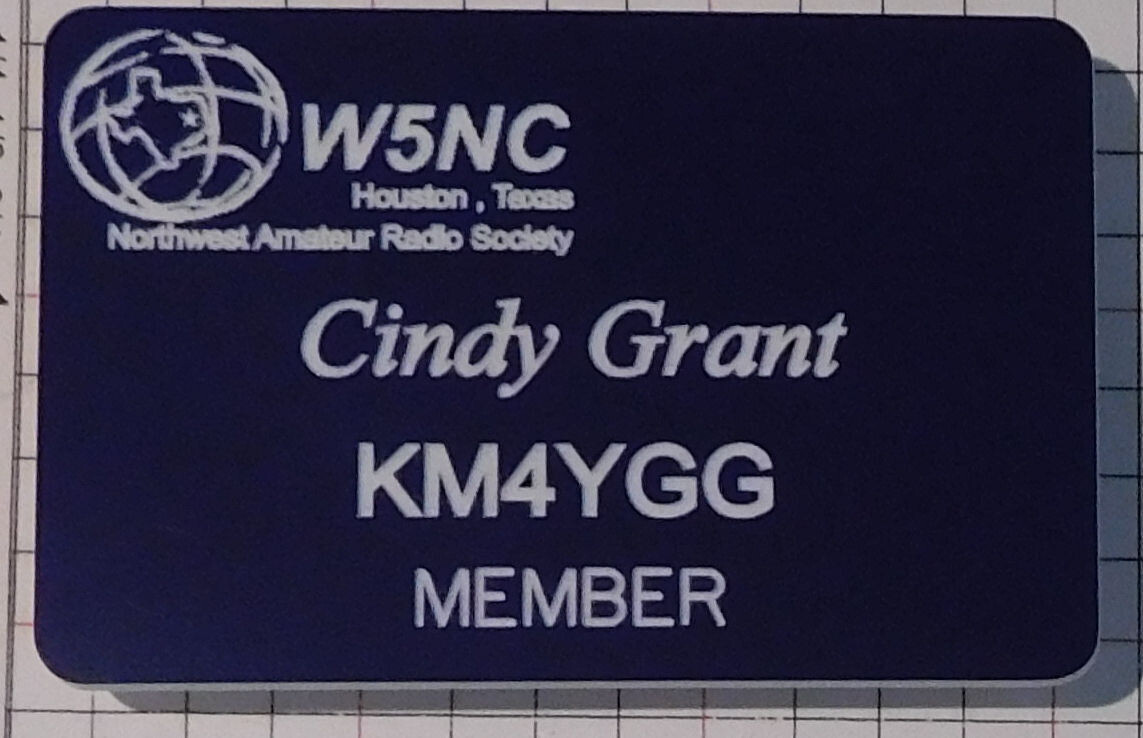 W5NC
Houston , Texas
Northwest Amateur Radio Society
Cindy Grant
KM4YGG
MEMBER